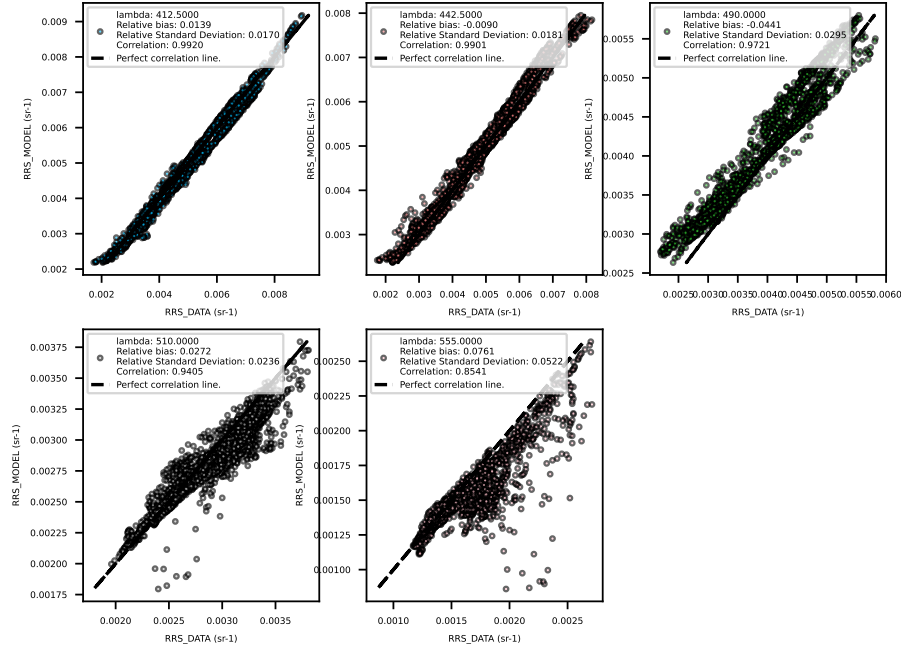 lambda: 412.5000
Relative bias: 0.0139
Relative Standard Deviation: 0.0170
Correlation: 0.9920
Perfect correlation line.
0.009
0.008
0.007
0.006
0.005
0.004
0.003
0.002
RRS_MODEL (sr-1)
0.002
0.004
0.006
0.008
RRS_DATA (sr-1)
lambda: 442.5000
Relative bias: -0.0090
Relative Standard Deviation: 0.0181
Correlation: 0.9901
Perfect correlation line.
0.008
0.007
0.006
0.005
0.004
0.003
RRS_MODEL (sr-1)
0.002
0.003
0.004
0.005
0.006
0.007
0.008
RRS_DATA (sr-1)
lambda: 490.0000
Relative bias: -0.0441
Relative Standard Deviation: 0.0295
Correlation: 0.9721
Perfect correlation line.
0.0055
0.0050
0.0045
0.0040
0.0035
0.0030
0.0025
RRS_MODEL (sr-1)
0.0025
0.0030
0.0035
0.0040
0.0045
0.0050
0.0055
0.0060
RRS_DATA (sr-1)
lambda: 510.0000
Relative bias: 0.0272
Relative Standard Deviation: 0.0236
Correlation: 0.9405
Perfect correlation line.
0.00375
0.00350
0.00325
0.00300
0.00275
0.00250
0.00225
0.00200
0.00175
RRS_MODEL (sr-1)
0.0020
0.0025
0.0030
0.0035
RRS_DATA (sr-1)
lambda: 555.0000
Relative bias: 0.0761
Relative Standard Deviation: 0.0522
Correlation: 0.8541
Perfect correlation line.
0.00250
0.00225
0.00200
0.00175
0.00150
0.00125
0.00100
RRS_MODEL (sr-1)
0.0010
0.0015
0.0020
0.0025
RRS_DATA (sr-1)